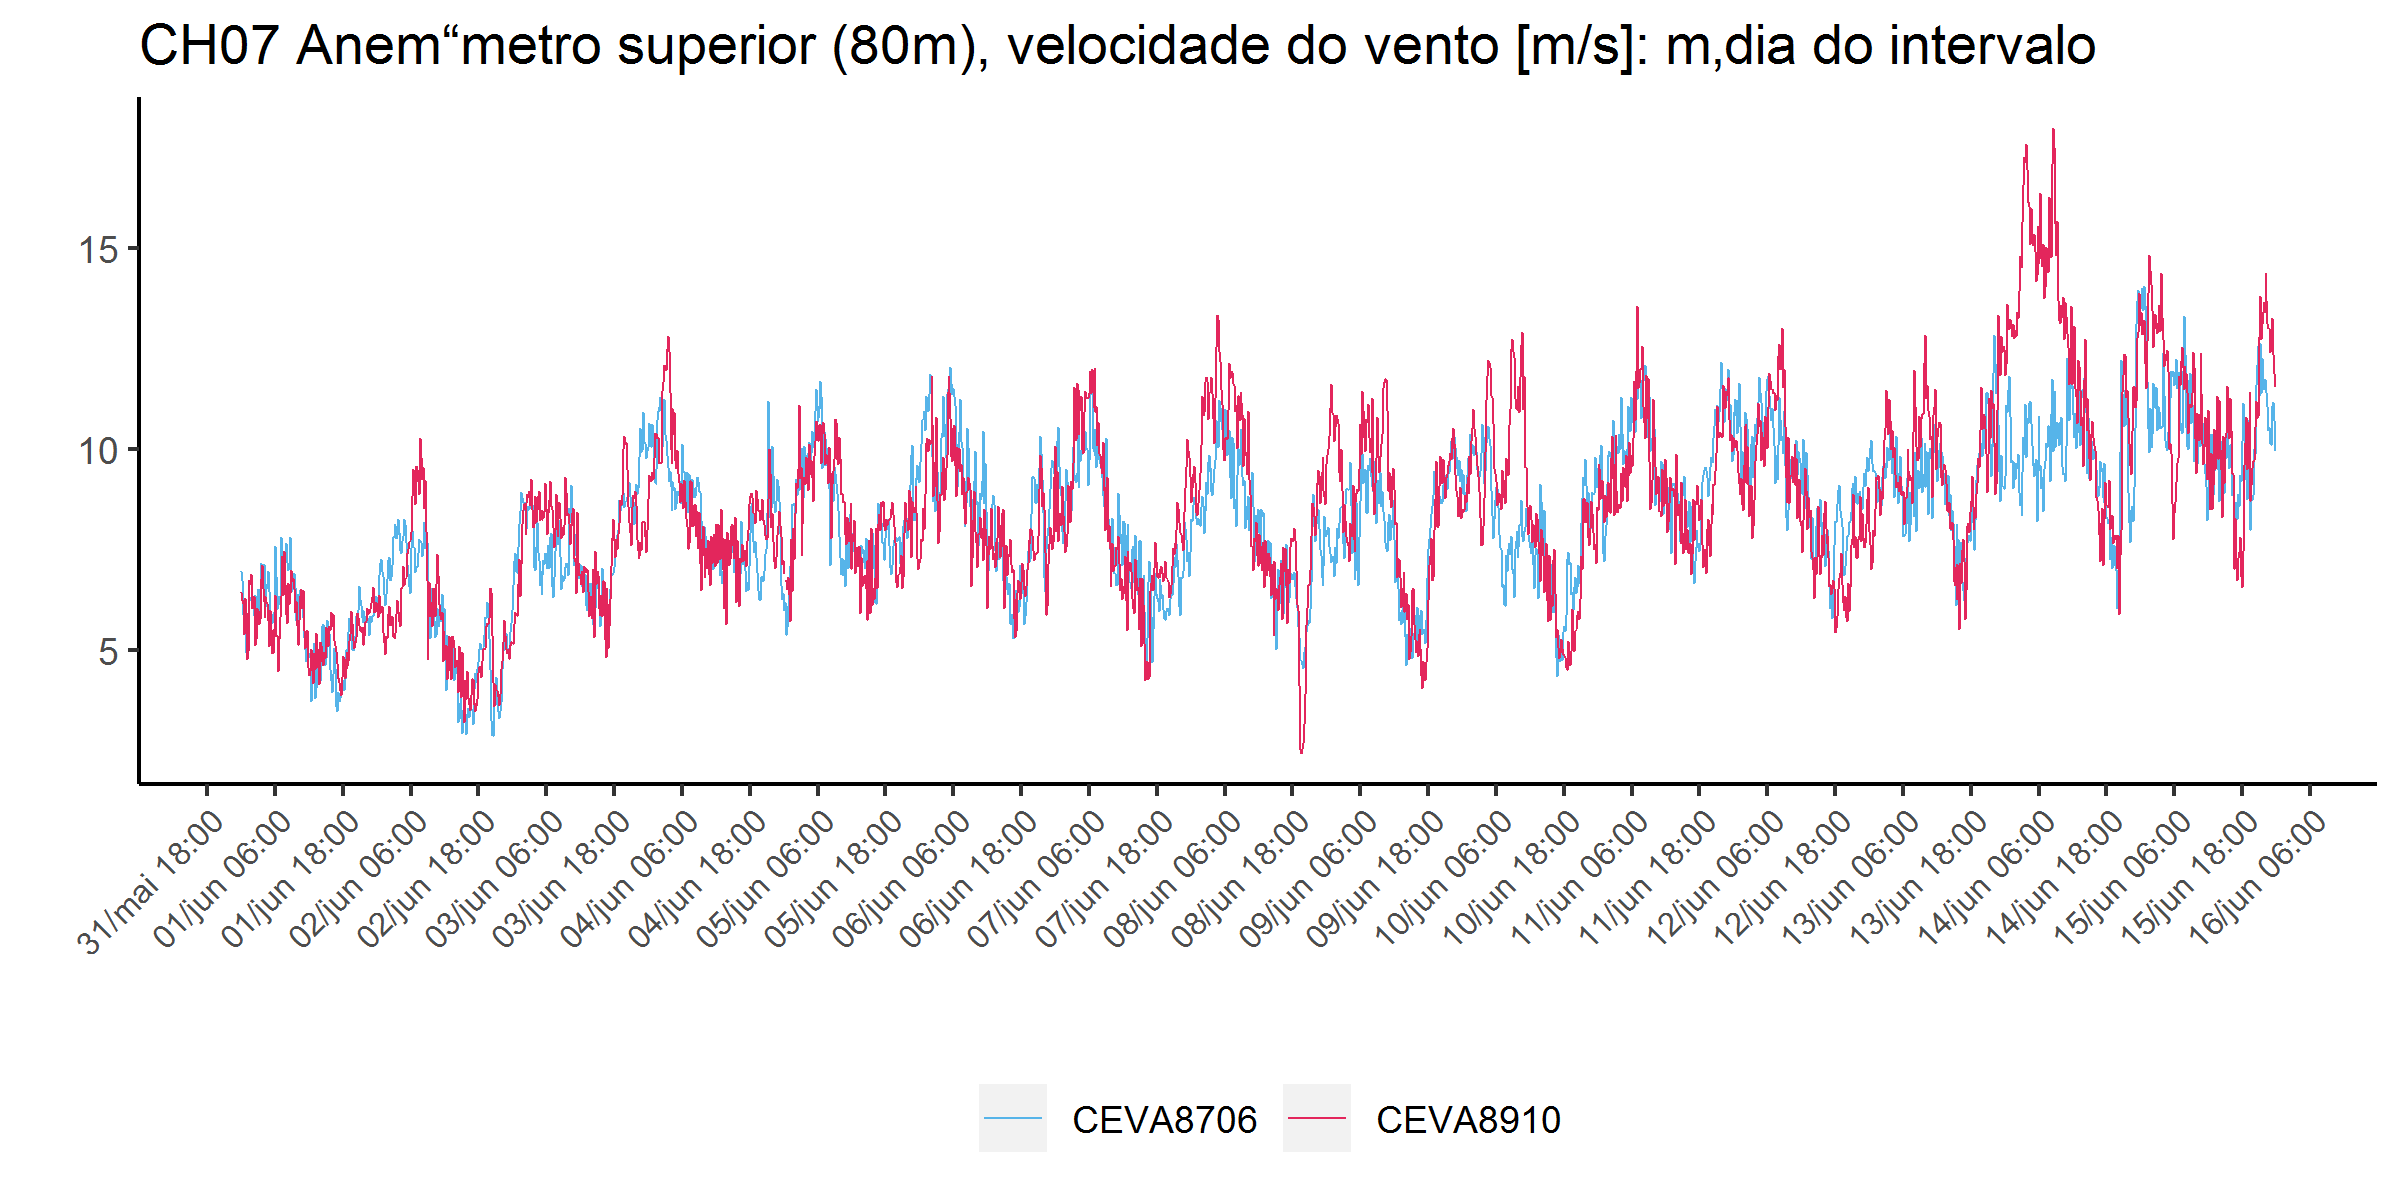 CH07 Anem“metro superior (80m), velocidade do vento [m/s]: m,dia do intervalo
15
10
5
31/mai 18:00
01/jun 06:00
01/jun 18:00
02/jun 06:00
02/jun 18:00
03/jun 06:00
03/jun 18:00
04/jun 06:00
04/jun 18:00
05/jun 06:00
05/jun 18:00
06/jun 06:00
06/jun 18:00
07/jun 06:00
07/jun 18:00
08/jun 06:00
08/jun 18:00
09/jun 06:00
09/jun 18:00
10/jun 06:00
10/jun 18:00
11/jun 06:00
11/jun 18:00
12/jun 06:00
12/jun 18:00
13/jun 06:00
13/jun 18:00
14/jun 06:00
14/jun 18:00
15/jun 06:00
15/jun 18:00
16/jun 06:00
CEVA8706
CEVA8910